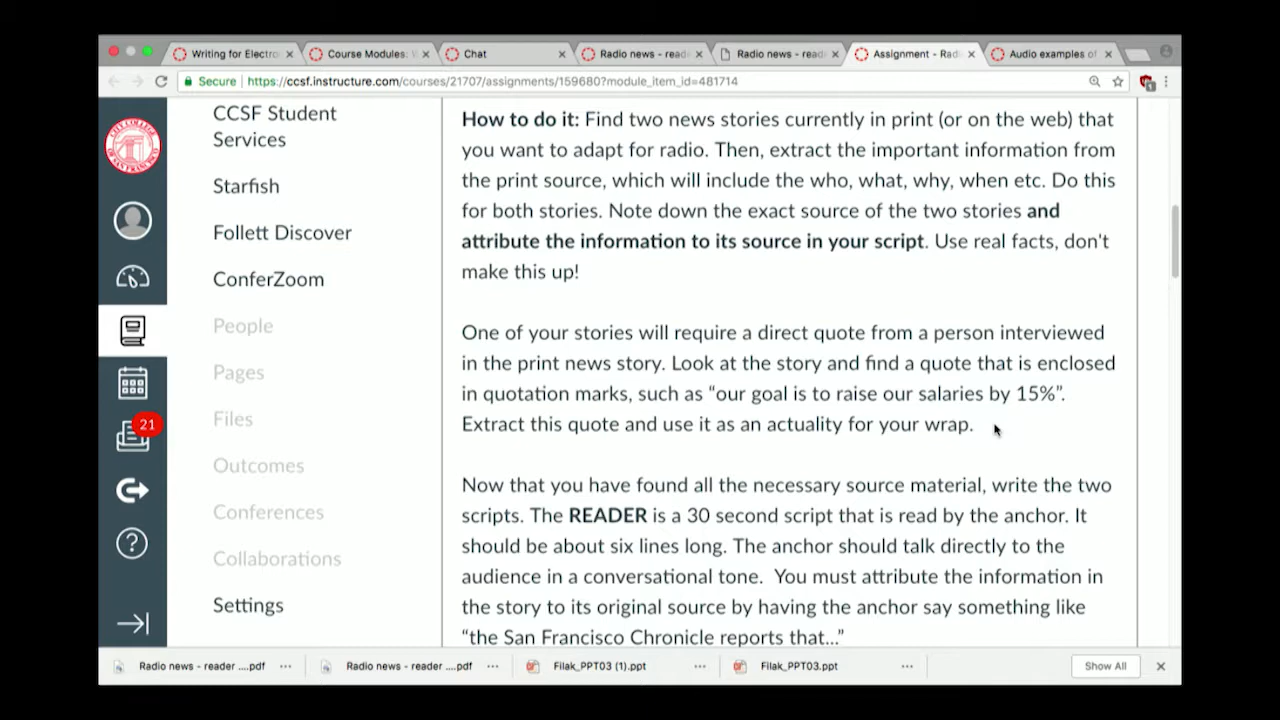 Writing for Electro
Course Modules: V
Chat
Radio news - read
Radio news - read
Assignment - Radi
Audio examples of
Secure
https://ccsf.instructure.com/courses/21707/assignments/159680?module_item_id=481714
1
CCSF Student
Services
Starfish
Follett Discover
ConferZoom
People
Pages
Files
21
Outcomes
Conferences
Collaborations
Settings
How to do it: Find two news stories currently in print (or on the web) that
you want to adapt for radio. Then, extract the important information from
the print source, which will include the who, what, why, when etc. Do this
for both stories. Note down the exact source of the two stories and
attribute the information to its source in your script. Use real facts, don't
make this up!
One of your stories will require a direct quote from a person interviewed
in the print news story. Look at the story and find a quote that is enclosed
in quotation marks, such as “our goal is to raise our salaries by 15%”.
Extract this quote and use it as an actuality for your wrap.
Now that you have found all the necessary source material, write the two
scripts. The READER is a 30 second script that is read by the anchor. It
should be about six lines long. The anchor should talk directly to the
audience in a conversational tone. You must attribute the information in
the story to its original source by having the anchor say something like
“the San Francisco Chronicle reports that...”
Radio news - reader ....pdf
Radio news - reader ....pdf
Filak_PPT03 (1).ppt
Filak_PPT03.ppt
Show All